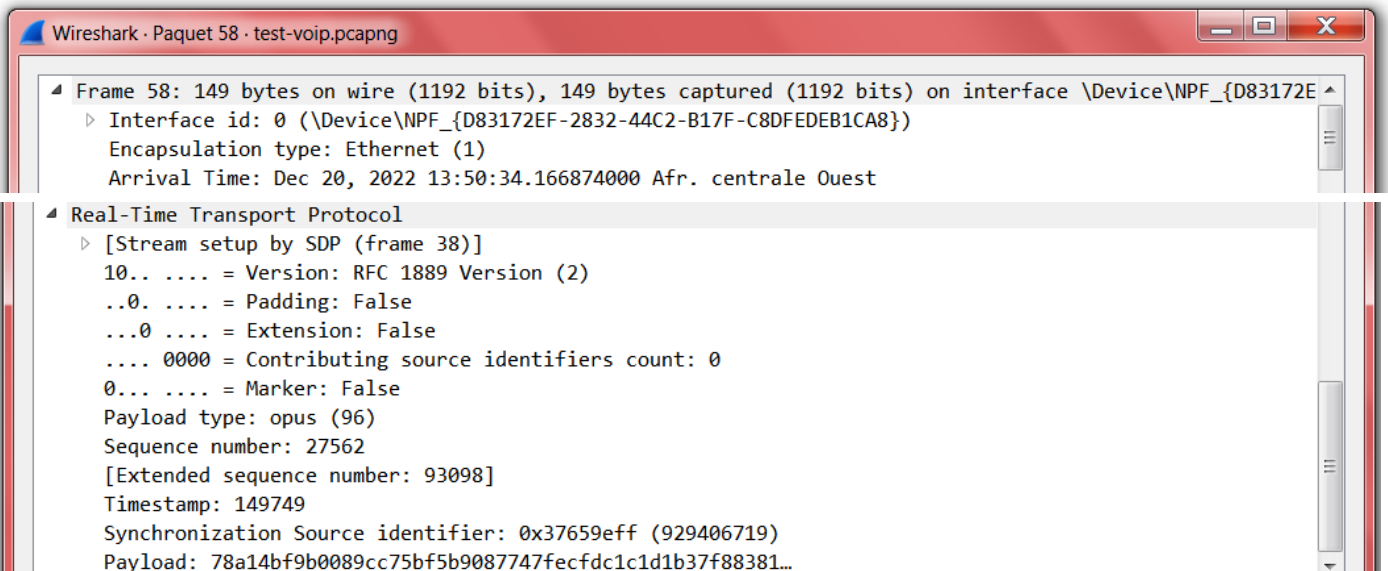 Wireshark · Paquet 58 · test-voip.pcapng
Frame 58: 149 bytes on wire (1192 bits), 149 bytes captured (1192 bits) on interface \Device\NPF_{D83172E
Interface id: 0 (\Device\NPF_{D83172EF-2832-44C2-B17F-C8DFEDEB1CA8})
Encapsulation type: Ethernet (1)
Arrival Time: Dec 20, 2022 13:50:34.166874000 Afr. centrale Ouest
Real-Time Transport Protocol
[Stream setup by SDP (frame 38)]
10.. .... = Version: RFC 1889 Version (2)
..0. .... = Padding: False
...0 .... = Extension: False
.... 0000 = Contributing source identifiers count: 0
0... .... = Marker: False
Payload type: opus (96)
Sequence number: 27562
[Extended sequence number: 93098]
Timestamp: 149749
Synchronization Source identifier: 0x37659eff (929406719)
Payload: 78a14bf9b0089cc75bf5b9087747fecfdc1c1d1b37f88381…